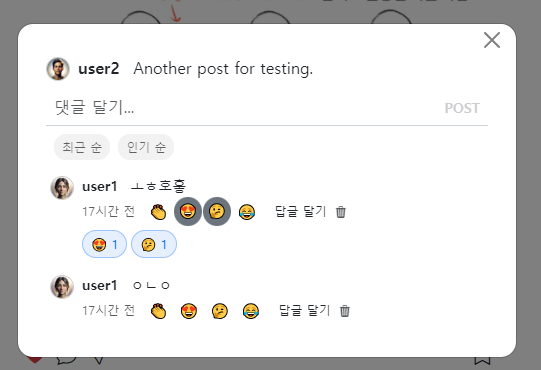 user2 Another post for testing.
댓글 달기... POST
최근 순 인기 순
user1 ㅗㅎ호홓
17시간 전 👏 😍 🤔 😂 답글 달기
😍 1 🤔 1
user1 ㅇㄴㅇ
17시간 전 👏 😍 🤔 😂 답글 달기